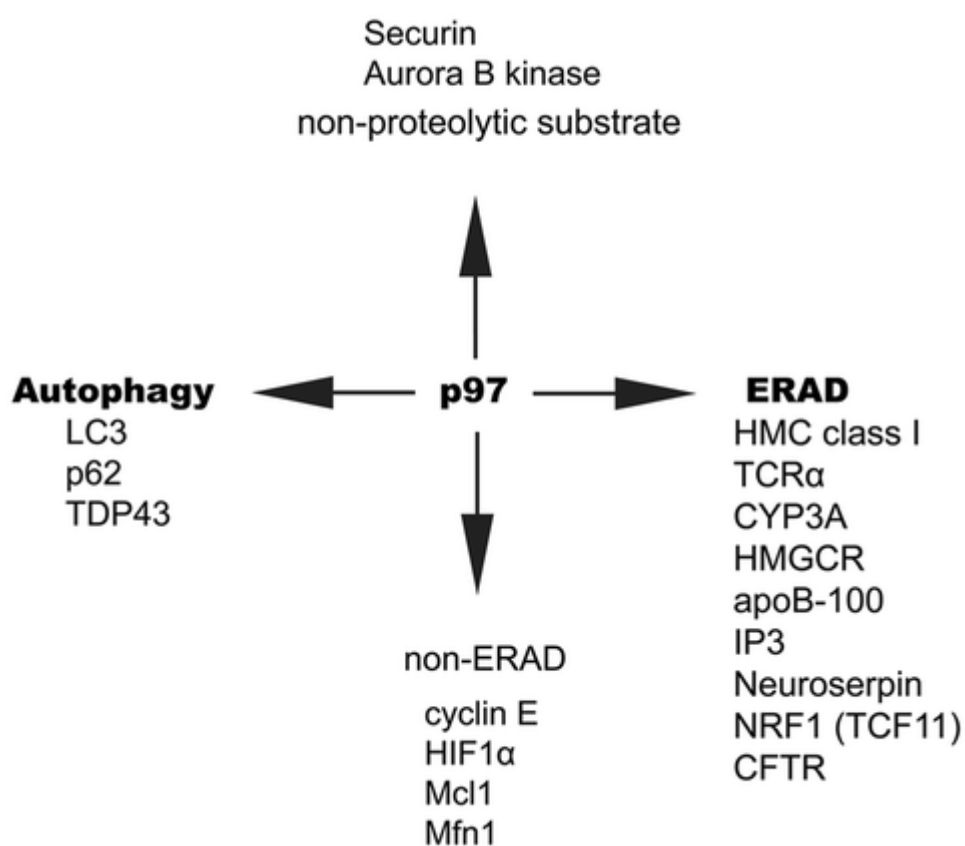 Securin
Aurora B kinase
non-proteolytic substrate
Autophagy
LC3
p62
TDP43
p97
ERAD
HMC class I
TCRα
CYP3A
HMGCR
apoB-100
IP3
Neuroserpin
NRF1 (TCF11)
CFTR
non-ERAD
cyclin E
HIF1α
Mcl1
Mfn1